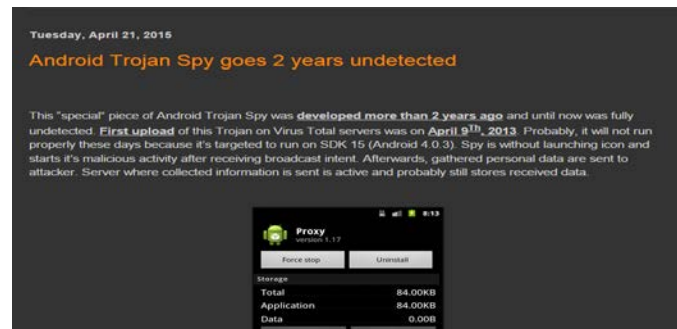 Tuesday, April 21, 2015
Android Trojan Spy goes 2 years undetected
This "special" piece of Android Trojan Spy was developed more than 2 years ago and until now was fully
undetected. First upload of this Trojan on Virus Total servers was on April 9Th, 2013. Probably, it will not run
properly these days because it's targeted to run on SDK 15 (Android 4.0.3). Spy is without launching icon and
starts it's malicious activity after receiving broadcast intent. Afterwards, gathered personal data are sent to
attacker. Server where collected information is sent is active and probably still stores received data.
8:13
Proxy
version 1.17
Force stop Uninstall
Storage
Total 84.00KB
Application 84.00KB
Data 0.00B